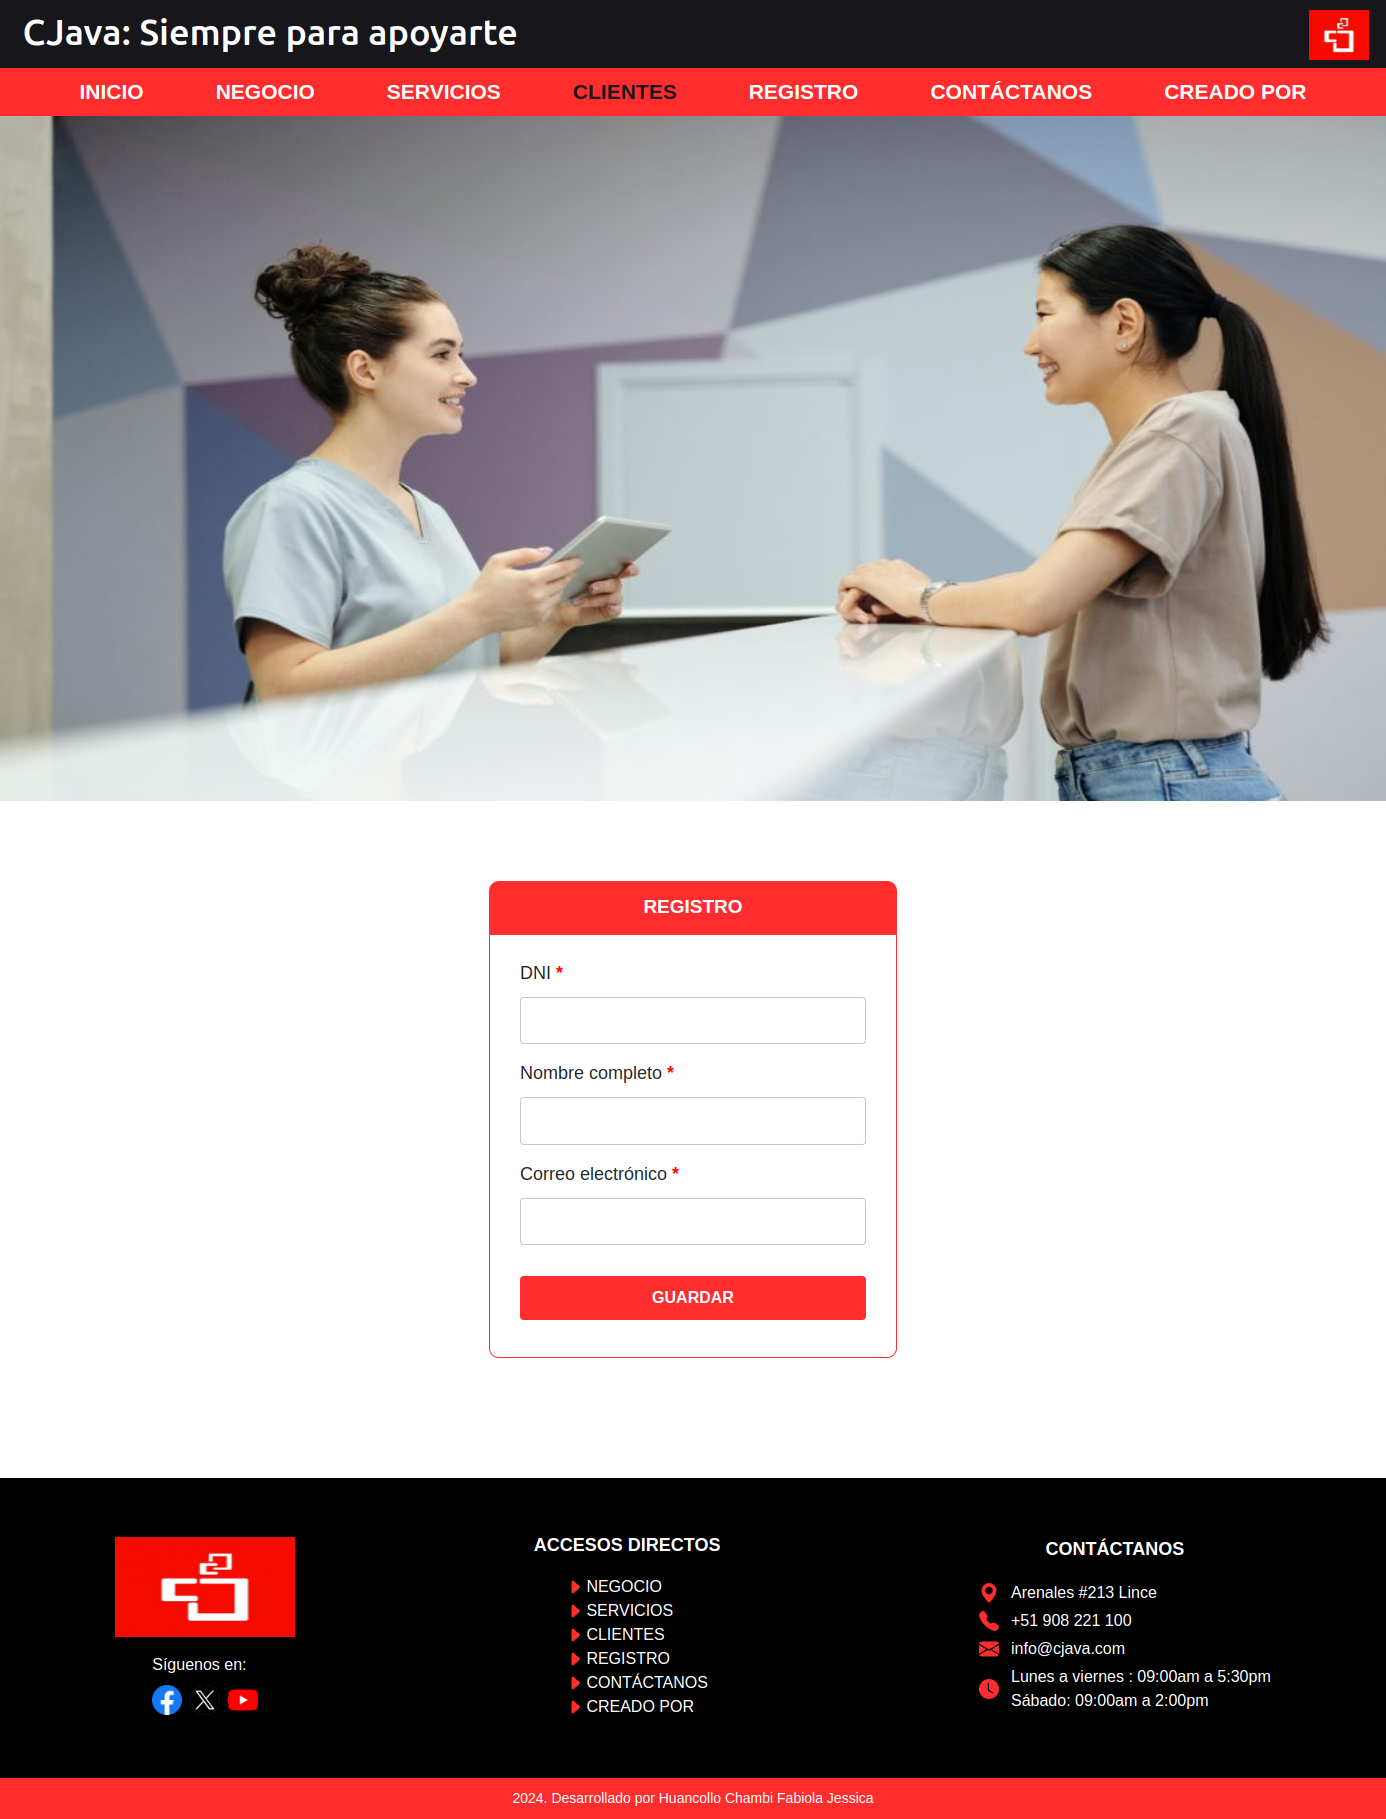 CJava: Siempre para apoyarte
INICIO NEGOCIO SERVICIOS CLIENTES REGISTRO CONTÁCTANOS CREADO POR
REGISTRO
DNI *
Nombre completo *
Correo electrónico *
GUARDAR
Síguenos en:
ACCESOS DIRECTOS
NEGOCIO
SERVICIOS
CLIENTES
REGISTRO
CONTÁCTANOS
CREADO POR
CONTÁCTANOS
Arenales #213 Lince
+51 908 221 100
info@cjava.com
Lunes a viernes : 09:00am a 5:30pm
Sábado: 09:00am a 2:00pm
2024. Desarrollado por Huancollo Chambi Fabiola Jessica